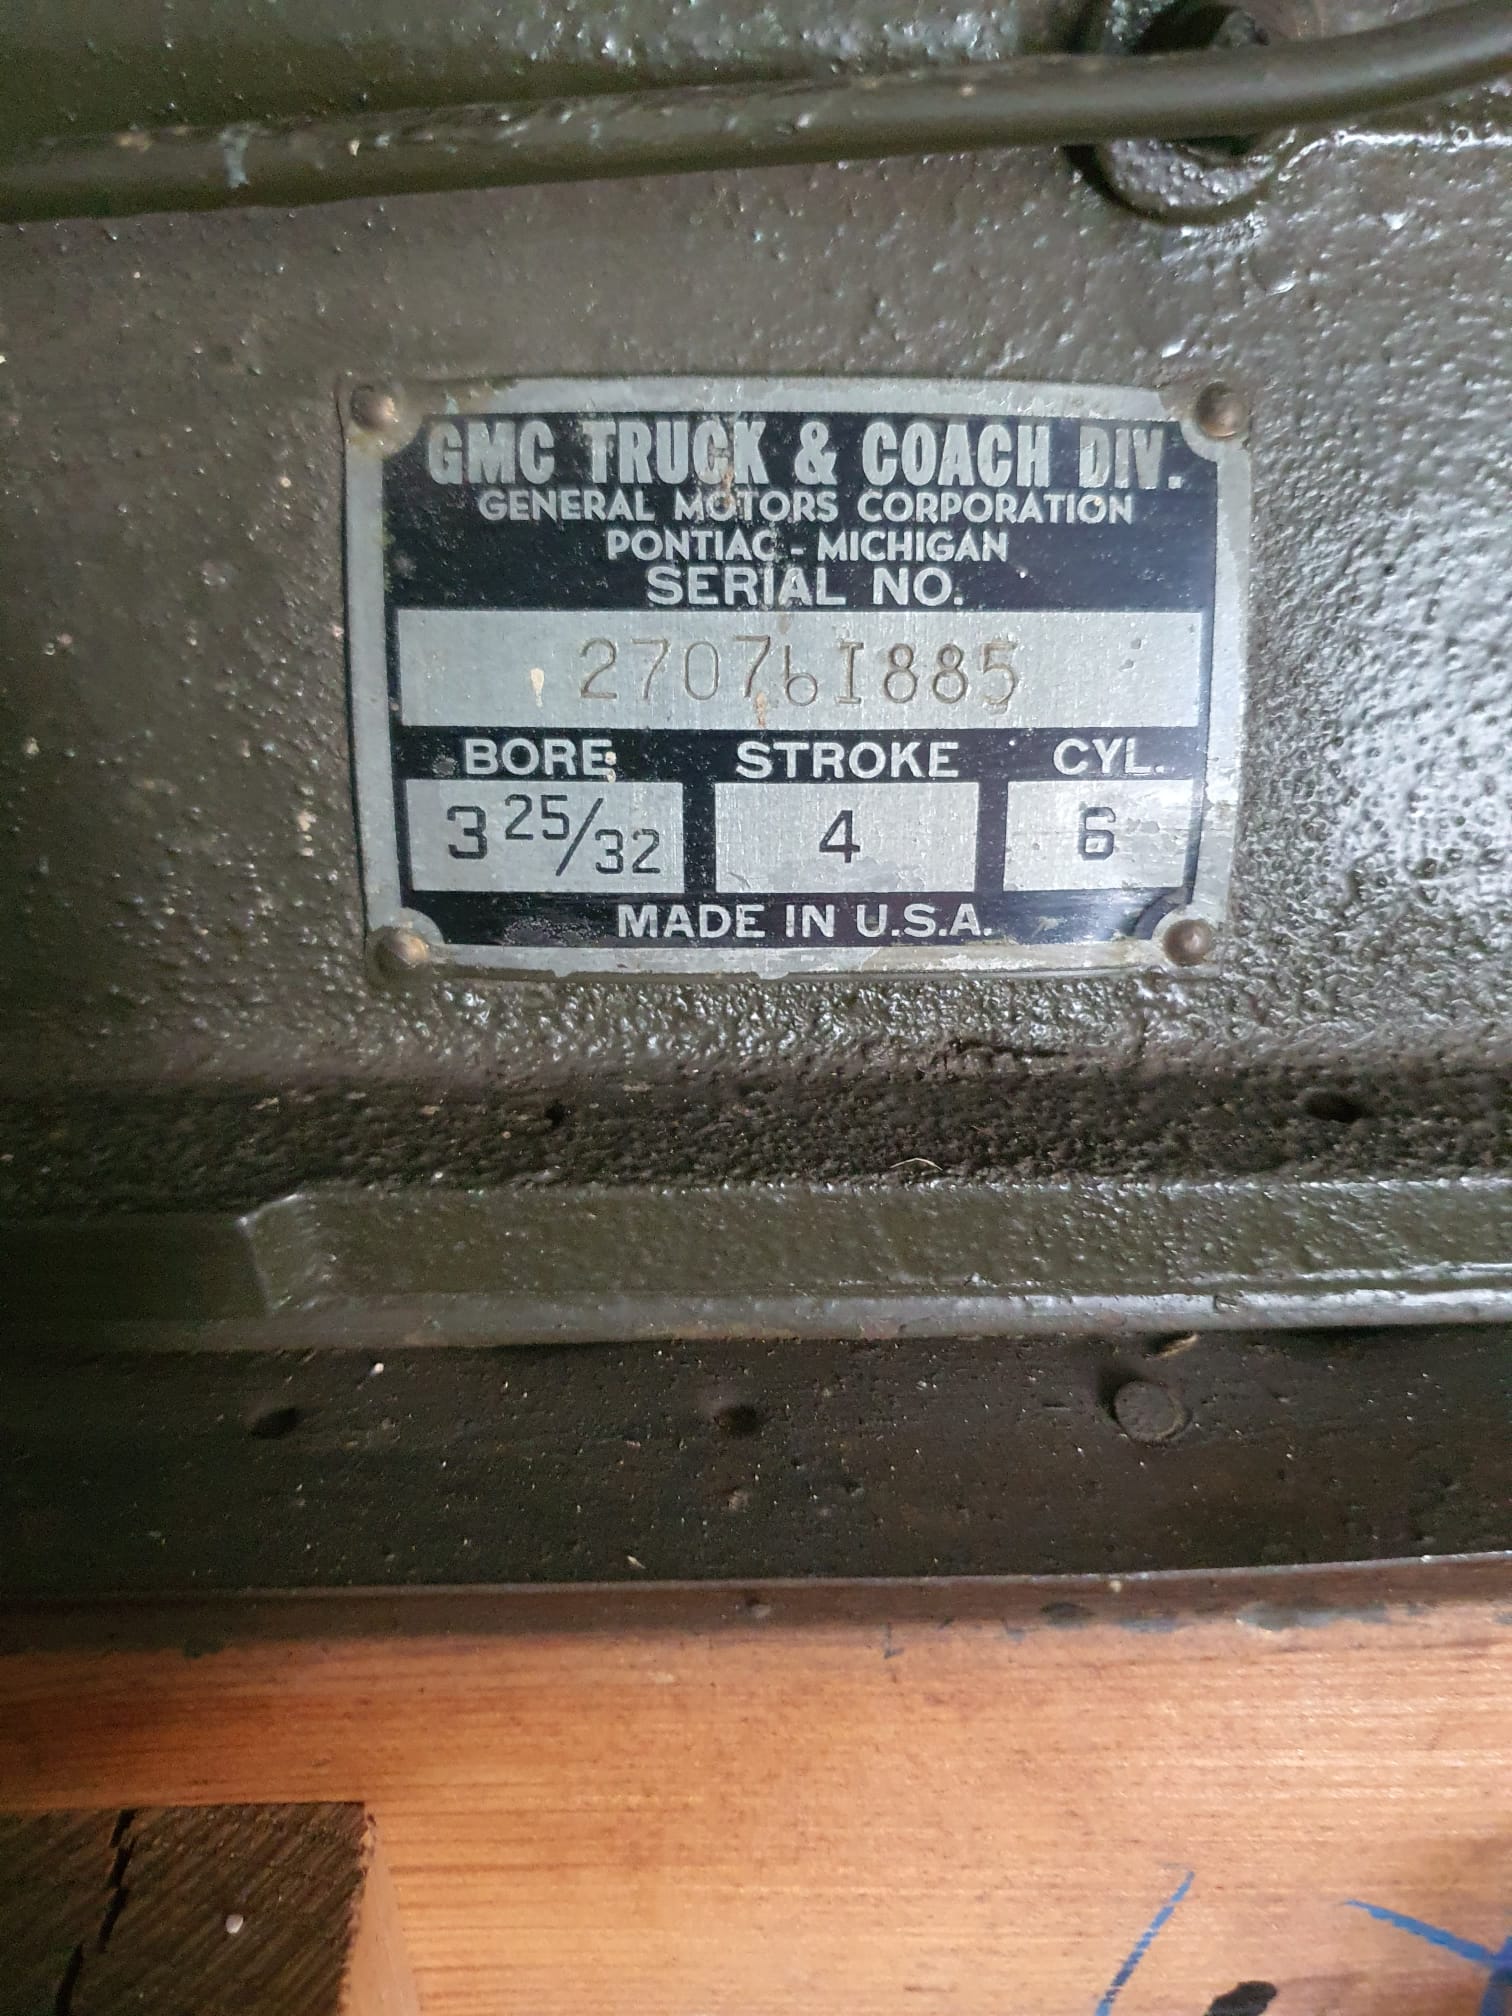 GMC TRUCK & COACH DIV.
GENERAL MOTORS CORPORATION
PONTIAC - MICHIGAN
SERIAL NO.
27076I885
BORE STROKE CYL.
3 25/32 4 6
MADE IN U.S.A.